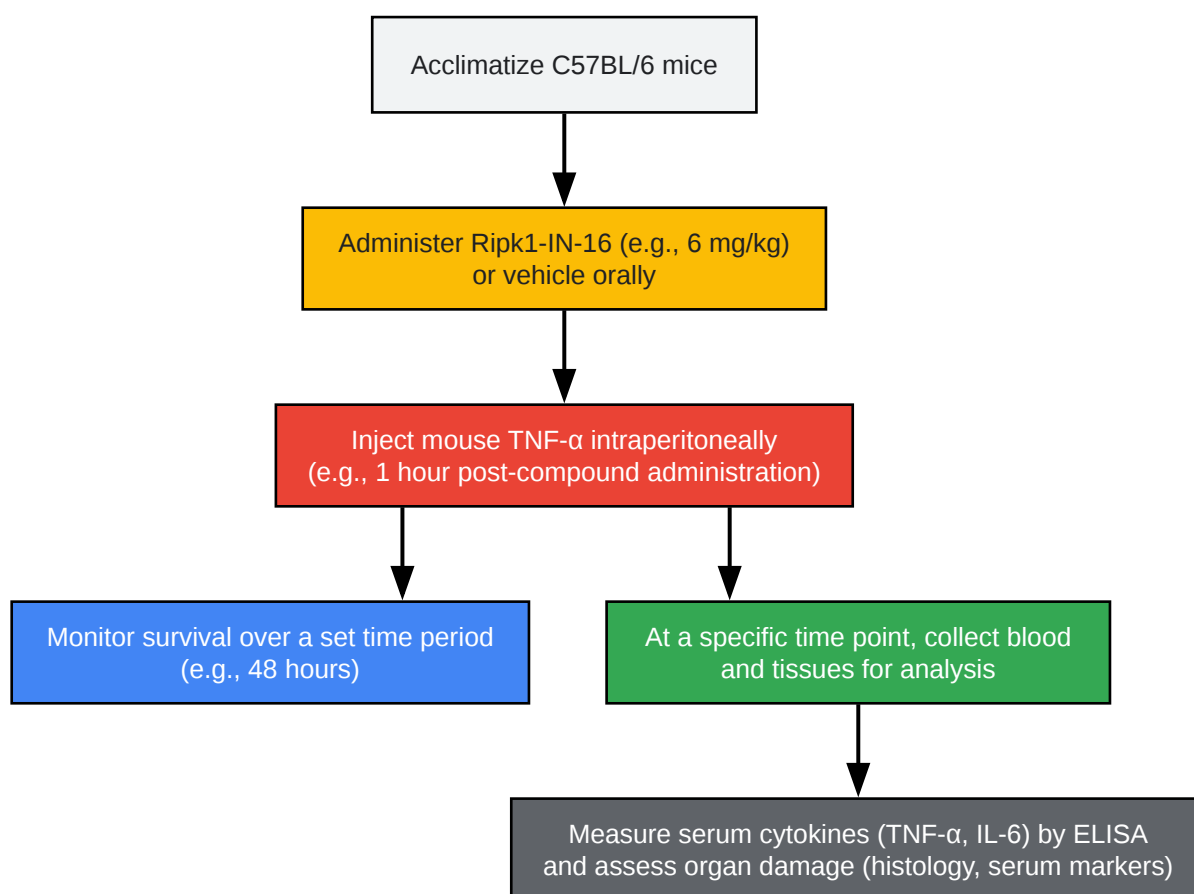 Acclimatize C57BL/6 mice
Administer Ripk1-IN-16 (e.g., 6 mg/kg)
or vehicle orally
Inject mouse TNF-α intraperitoneally
(e.g., 1 hour post-compound administration)
Monitor survival over a set time period
(e.g., 48 hours)
At a specific time point, collect blood
and tissues for analysis
Measure serum cytokines (TNF-α, IL-6) by ELISA
and assess organ damage (histology, serum markers)